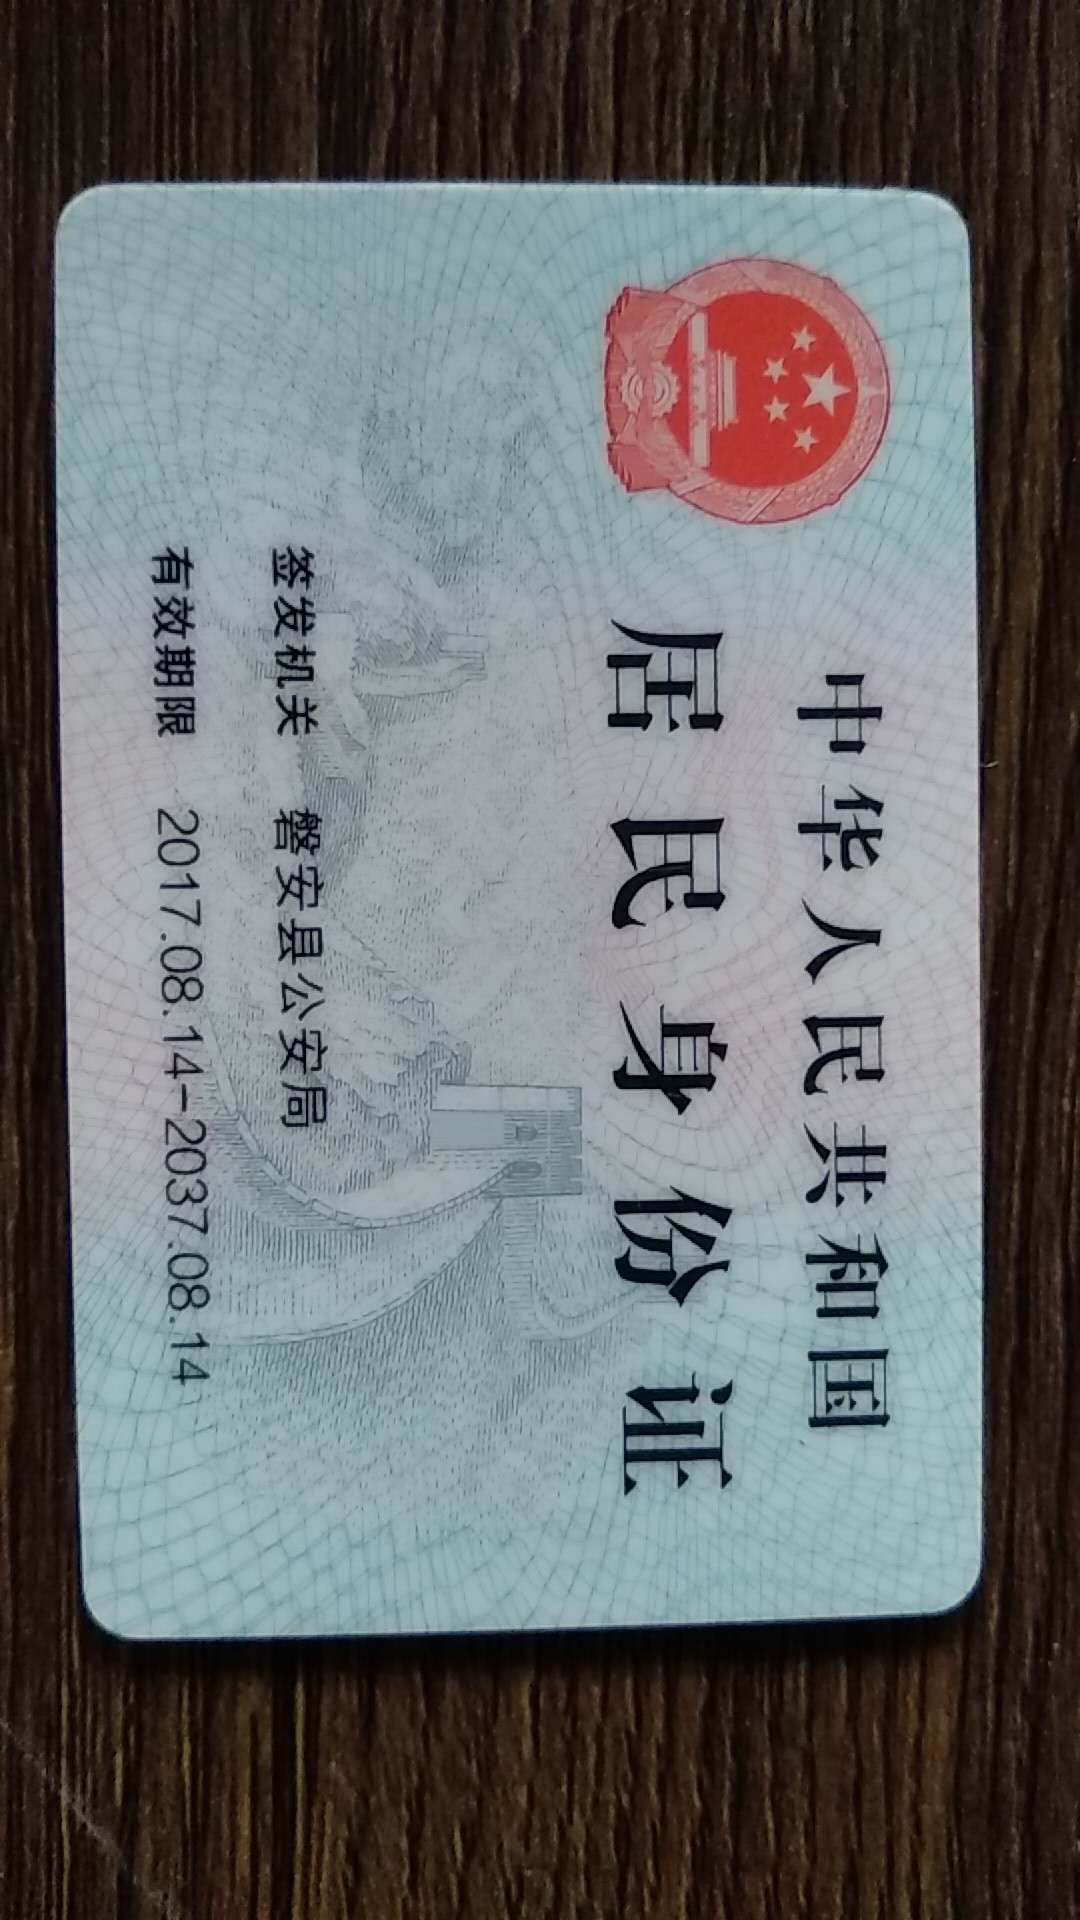 中华人民共和国
居民身份证
签发机关 磐安县公安局
有效期限 2017.08.14-2037.08.14